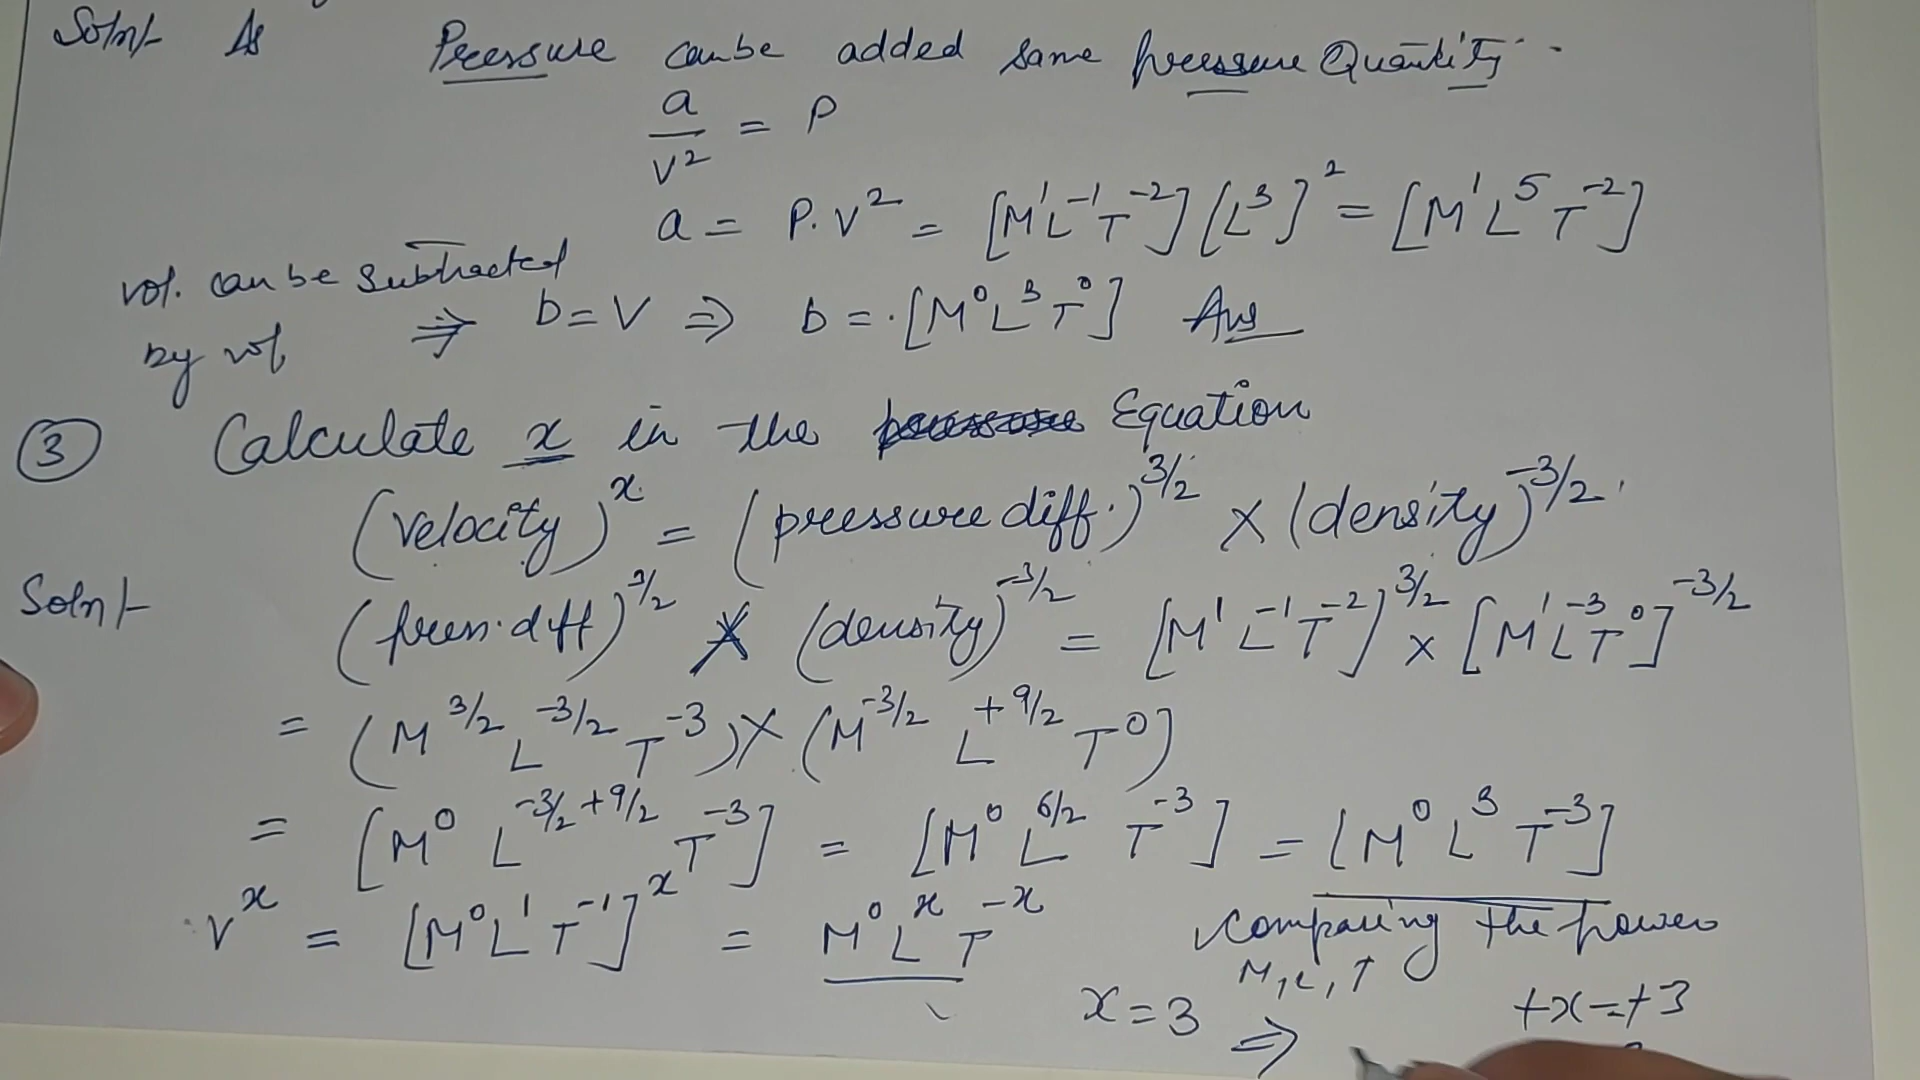 Soln/- As Pressure can be added same pressure Quantity
a/V² = P
a = P.V² = [M¹L⁻¹T⁻²][L³]² = [M¹L⁵T⁻²]
vol. can be subtracted
by vol ⇒ b=V ⇒ b = [M⁰L³T⁰] Ans
③ Calculate x in the Equation
(velocity)ˣ = (pressure diff.)^3/2 × (density)^-3/2
Soln/- (pres. diff)^3/2 × (density)^-3/2 = [M¹L⁻¹T⁻²]^3/2 × [M¹L⁻³T⁰]^-3/2
= (M^3/2 L^-3/2 T⁻³) × (M^-3/2 L^+9/2 T⁰)
= [M⁰ L^-3/2+9/2 T⁻³] = [M⁰ L^6/2 T⁻³] = [M⁰L³T⁻³]
Vˣ = [M⁰L¹T⁻¹]ˣ = M⁰LˣT⁻ˣ
comparing the power
M, L, T
x=3 ⇒ +x=+3